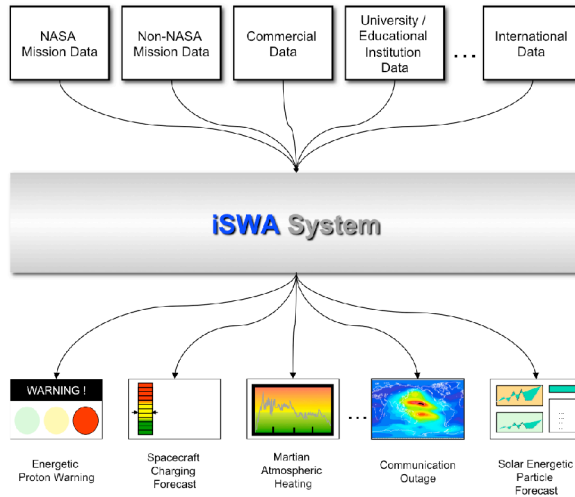 NASA
Mission Data
Non-NASA
Mission Data
Commercial
Data
University /
Educational
Institution
Data
...
International
Data
iSWA System
WARNING !
...
Energetic
Proton Warning
Spacecraft
Charging
Forecast
Martian
Atmospheric
Heating
Communication
Outage
Solar Energetic
Particle
Forecast